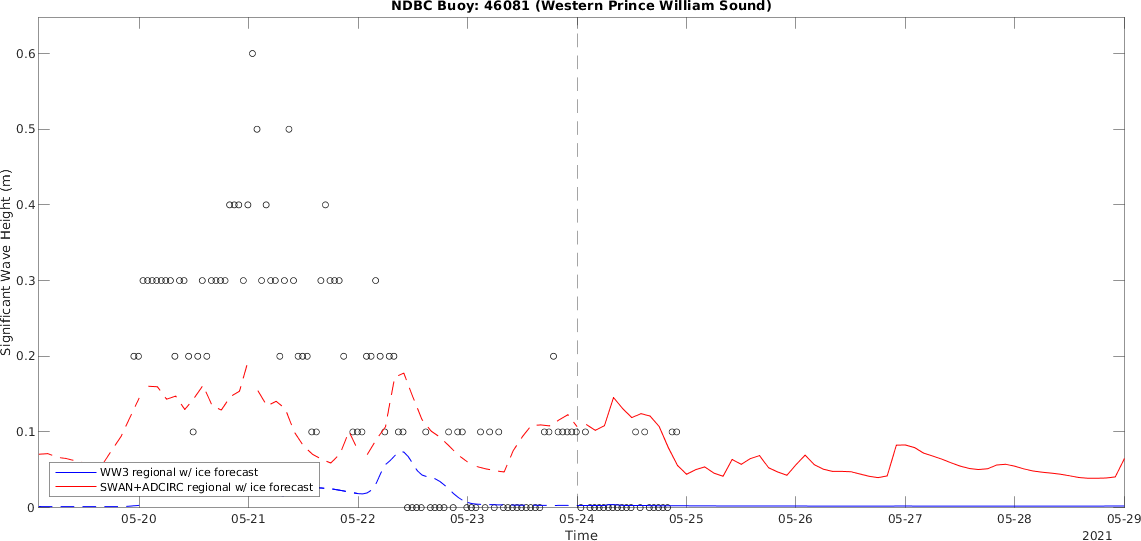 NDBC Buoy: 46081 (Western Prince William Sound)
Significant Wave Height (m)
0.6
0.5
0.4
0.3
0.2
0.1
0
WW3 regional w/ ice forecast
SWAN+ADCIRC regional w/ ice forecast
05-20 05-21 05-22 05-23 05-24 05-25 05-26 05-27 05-28 05-29
Time
2021